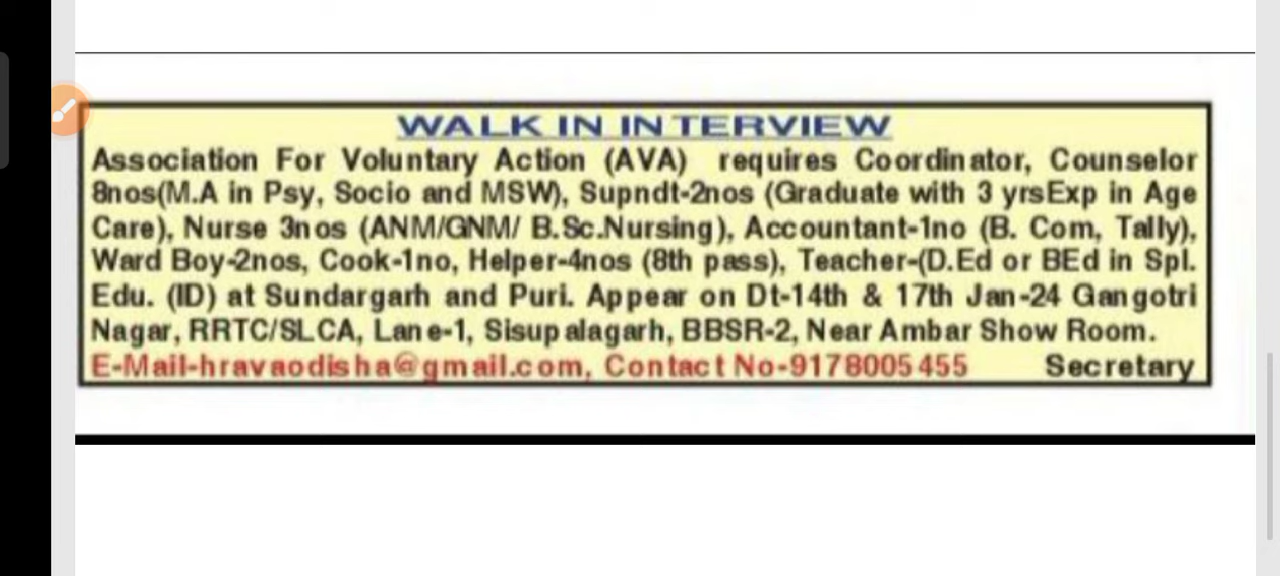 WALK IN INTERVIEW
Association For Voluntary Action (AVA) requires Coordinator, Counselor
8nos(M.A in Psy, Socio and MSW), Supndt-2nos (Graduate with 3 yrsExp in Age
Care), Nurse 3nos (ANM/GNM/ B.Sc.Nursing), Accountant-1no (B. Com, Tally),
Ward Boy-2nos, Cook-1no, Helper-4nos (8th pass), Teacher-(D.Ed or BEd in Spl.
Edu. (ID) at Sundargarh and Puri. Appear on Dt-14th & 17th Jan-24 Gangotri
Nagar, RRTC/SLCA, Lane-1, Sisupalagarh, BBSR-2, Near Ambar Show Room.
E-Mail-hravaodisha@gmail.com, Contact No-9178005455 Secretary